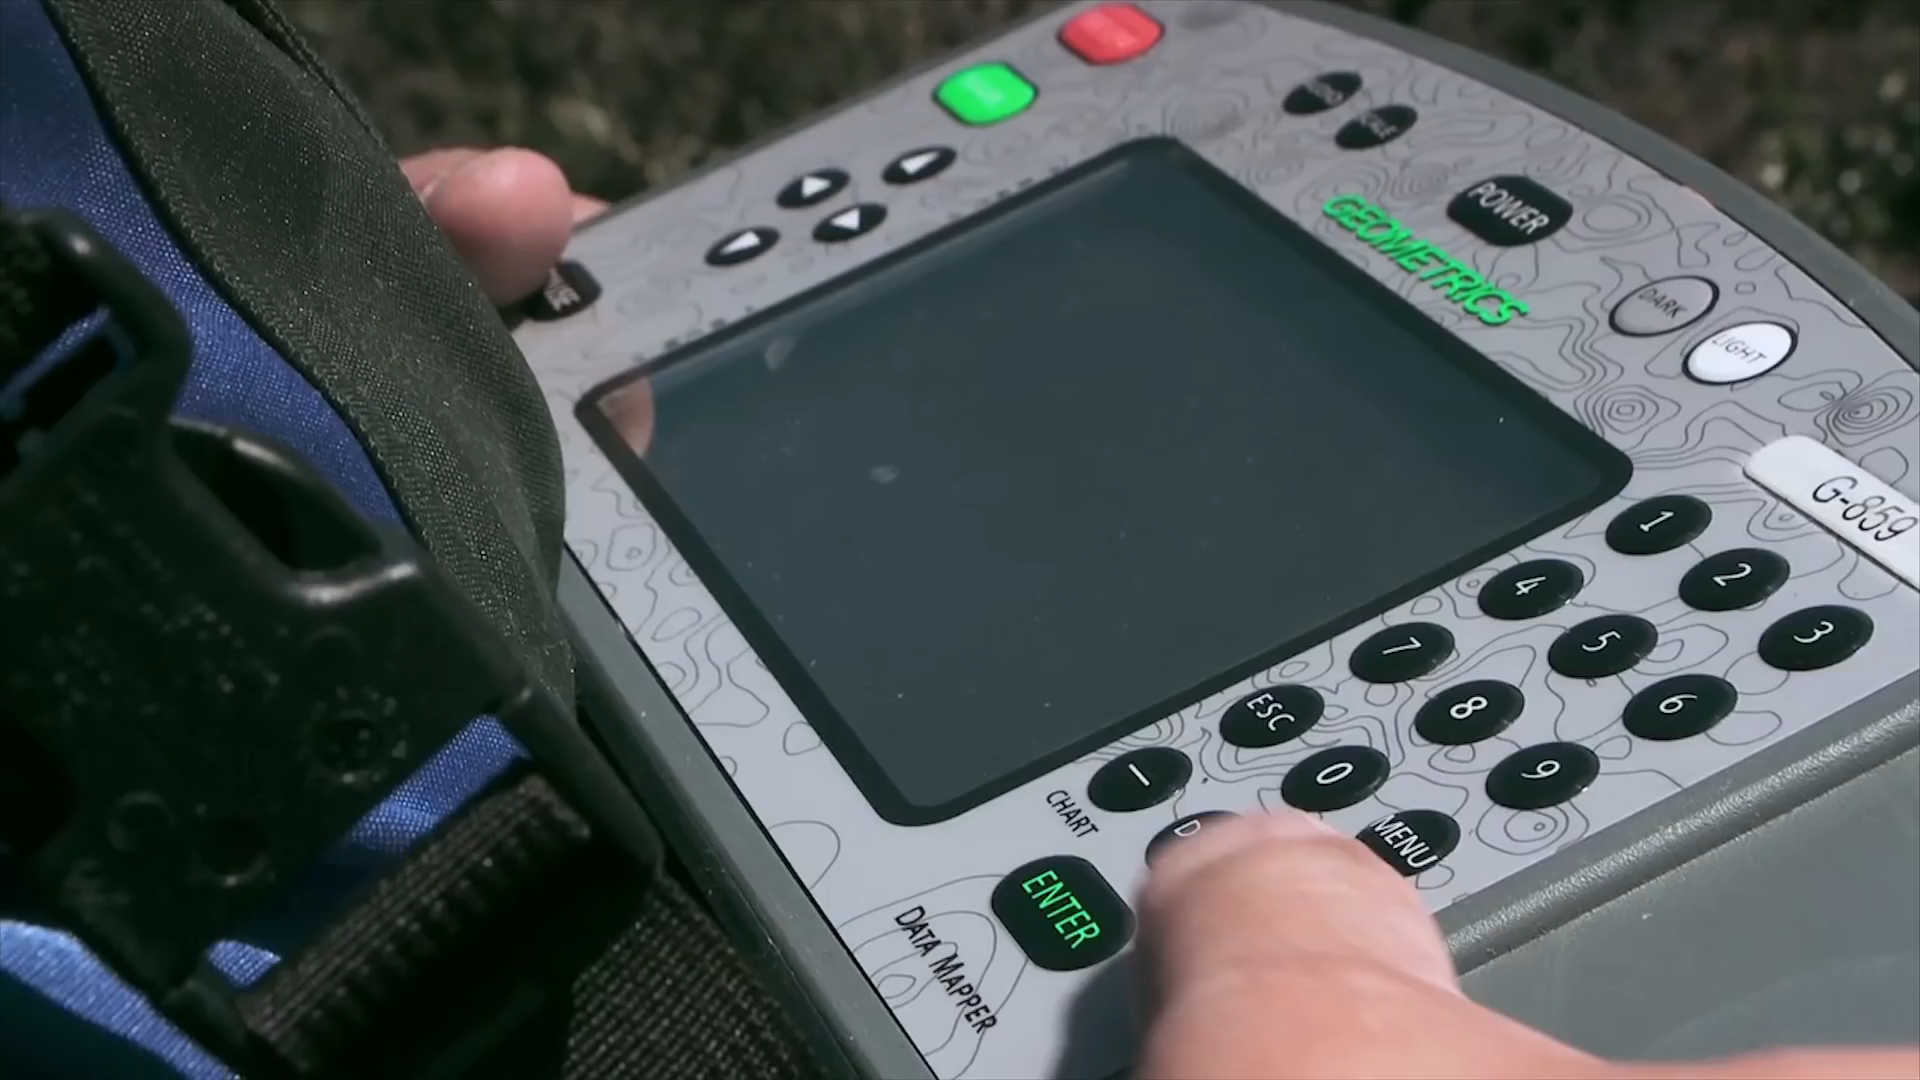 POWER
GEOMETRICS
DARK
LIGHT
G-859
1
2
3
4
5
6
7
8
9
ESC
0
MENU
CHART
ENTER
DATA MAPPER